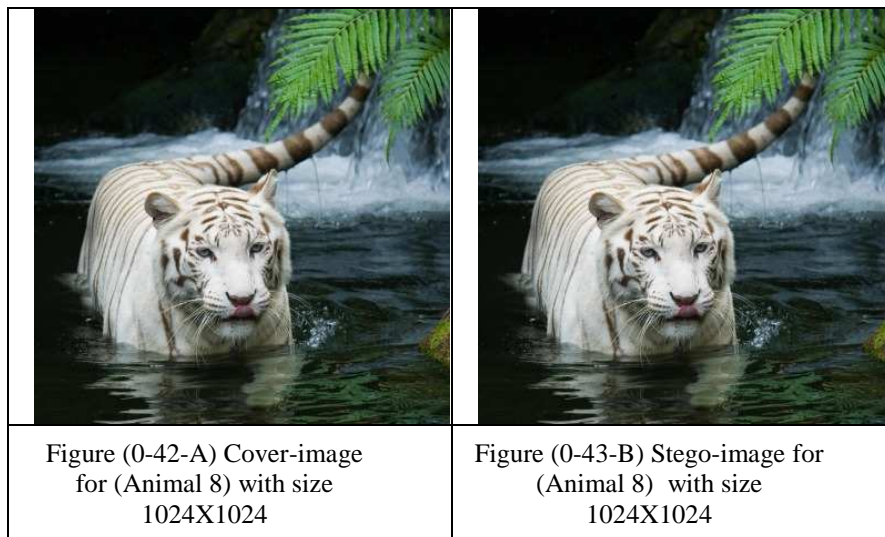 Figure (0-42-A) Cover-image
for (Animal 8) with size
1024X1024
Figure (0-43-B) Stego-image for
(Animal 8) with size
1024X1024